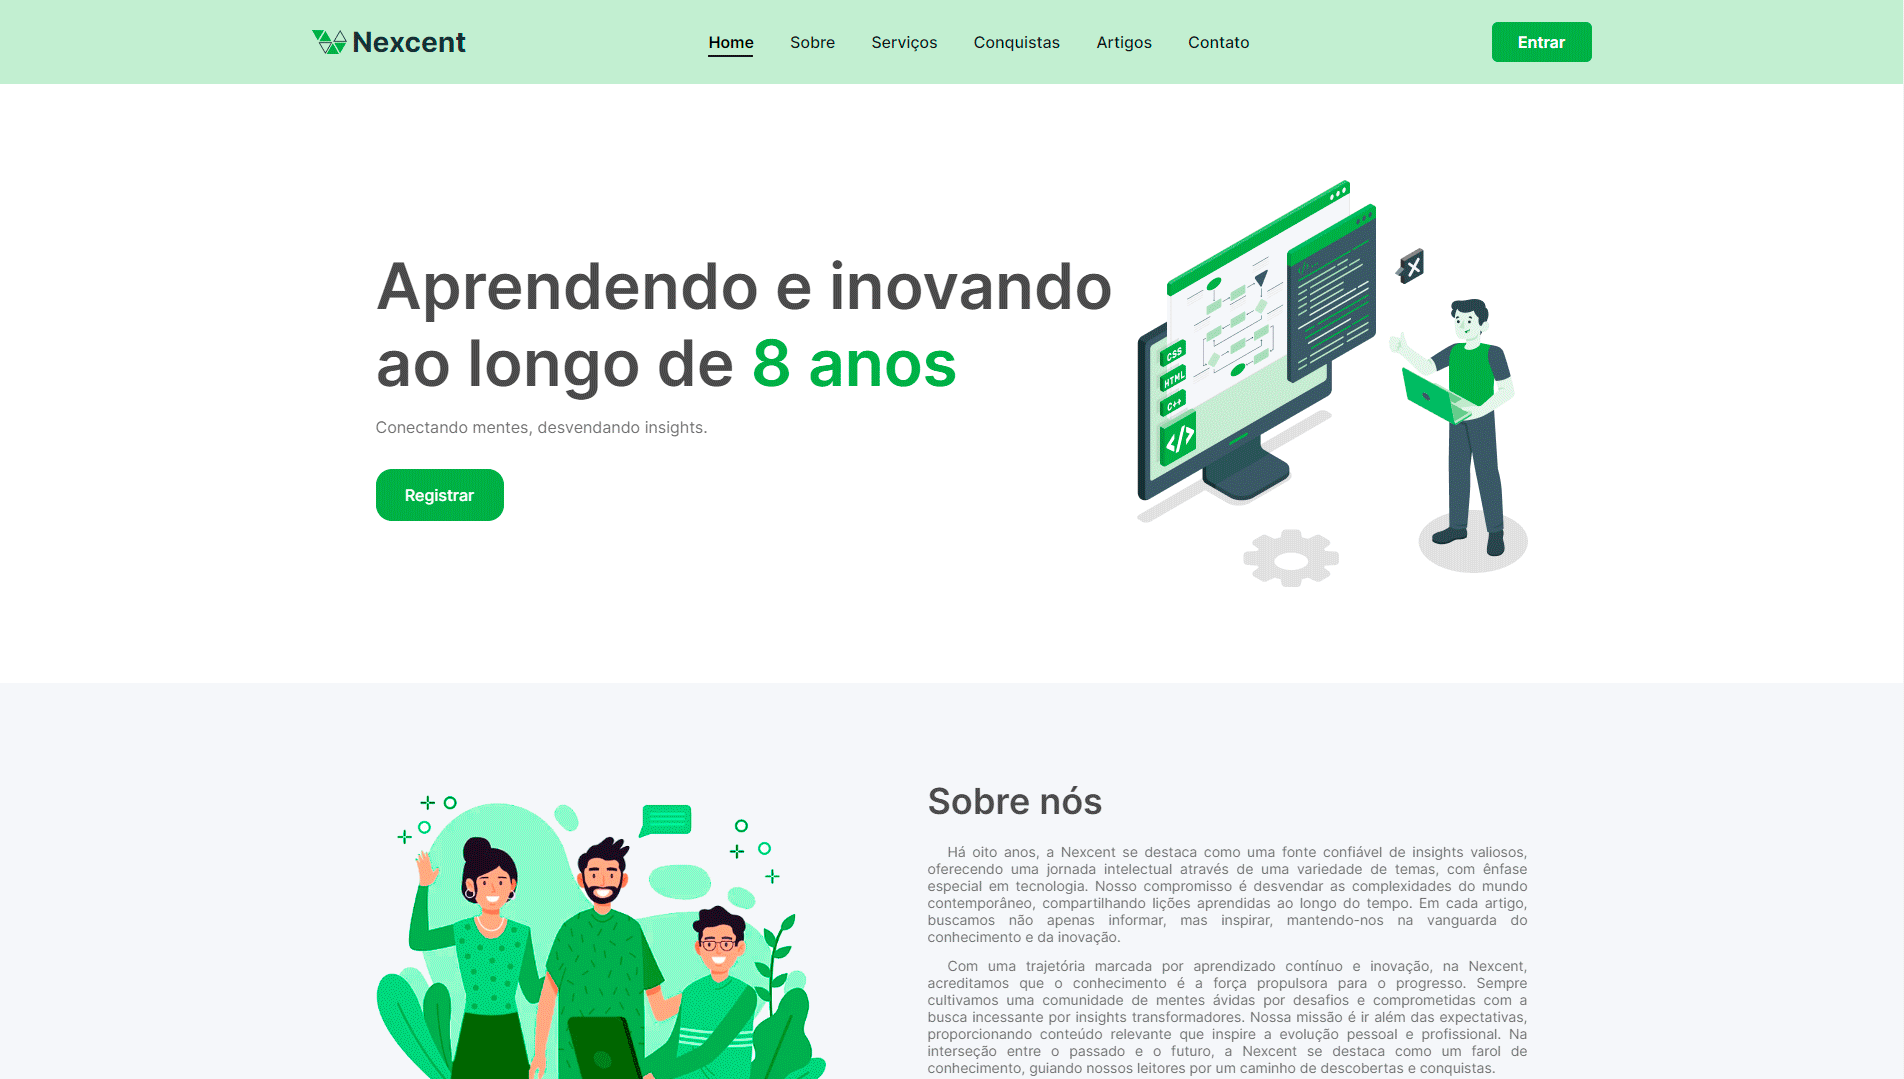 Nexcent
Home Sobre Serviços Conquistas Artigos Contato
Entrar
Aprendendo e inovando
ao longo de 8 anos
Conectando mentes, desvendando insights.
Registrar
CSS
HTML
C++
</>
Sobre nós
Há oito anos, a Nexcent se destaca como uma fonte confiável de insights valiosos,
oferecendo uma jornada intelectual através de uma variedade de temas, com ênfase
especial em tecnologia. Nosso compromisso é desvendar as complexidades do mundo
contemporâneo, compartilhando lições aprendidas ao longo do tempo. Em cada artigo,
buscamos não apenas informar, mas inspirar, mantendo-nos na vanguarda do
conhecimento e da inovação.
Com uma trajetória marcada por aprendizado contínuo e inovação, na Nexcent,
acreditamos que o conhecimento é a força propulsora para o progresso. Sempre
cultivamos uma comunidade de mentes ávidas por desafios e comprometidas com a
busca incessante por insights transformadores. Nossa missão é ir além das expectativas,
proporcionando conteúdo relevante que inspire a evolução pessoal e profissional. Na
interseção entre o passado e o futuro, a Nexcent se destaca como um farol de
conhecimento, guiando nossos leitores por um caminho de descobertas e conquistas.